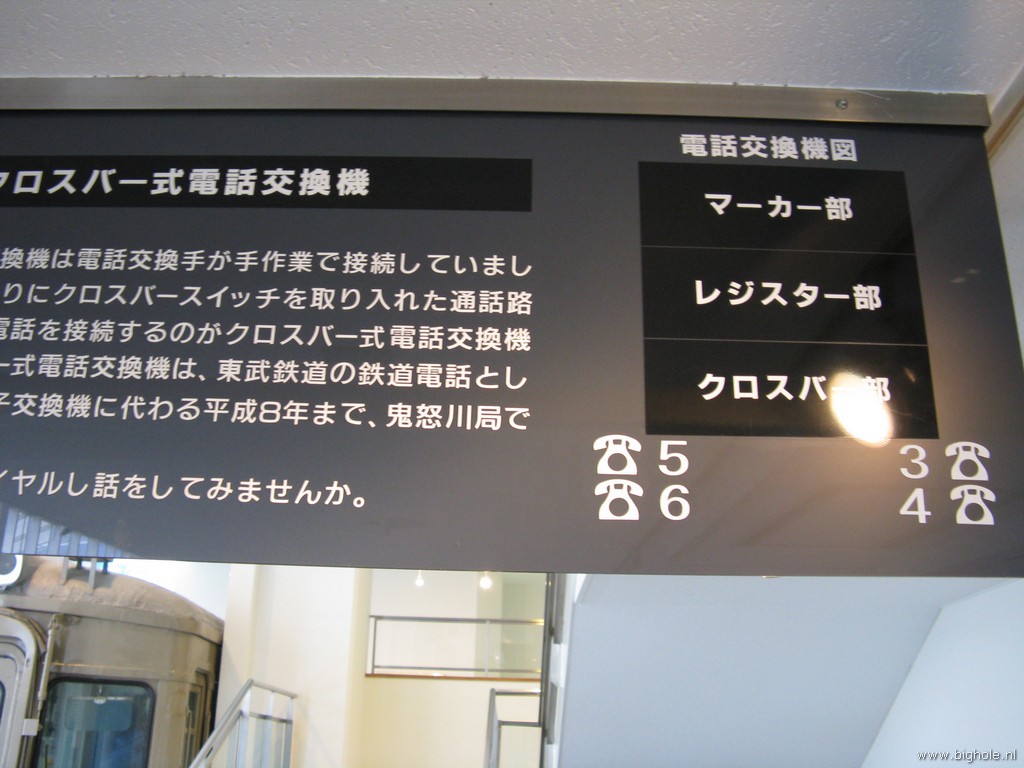 クロスバー式電話交換機
換機は電話交換手が手作業で接続していまし
りにクロスバースイッチを取り入れた通話路
電話を接続するのがクロスバー式電話交換機
ー式電話交換機は、東武鉄道の鉄道電話とし
子交換機に代わる平成8年まで、鬼怒川局で
イヤルし話をしてみませんか。
電話交換機図
マーカー部
レジスター部
クロスバー部
5
6
3
4
www.bighole.nl